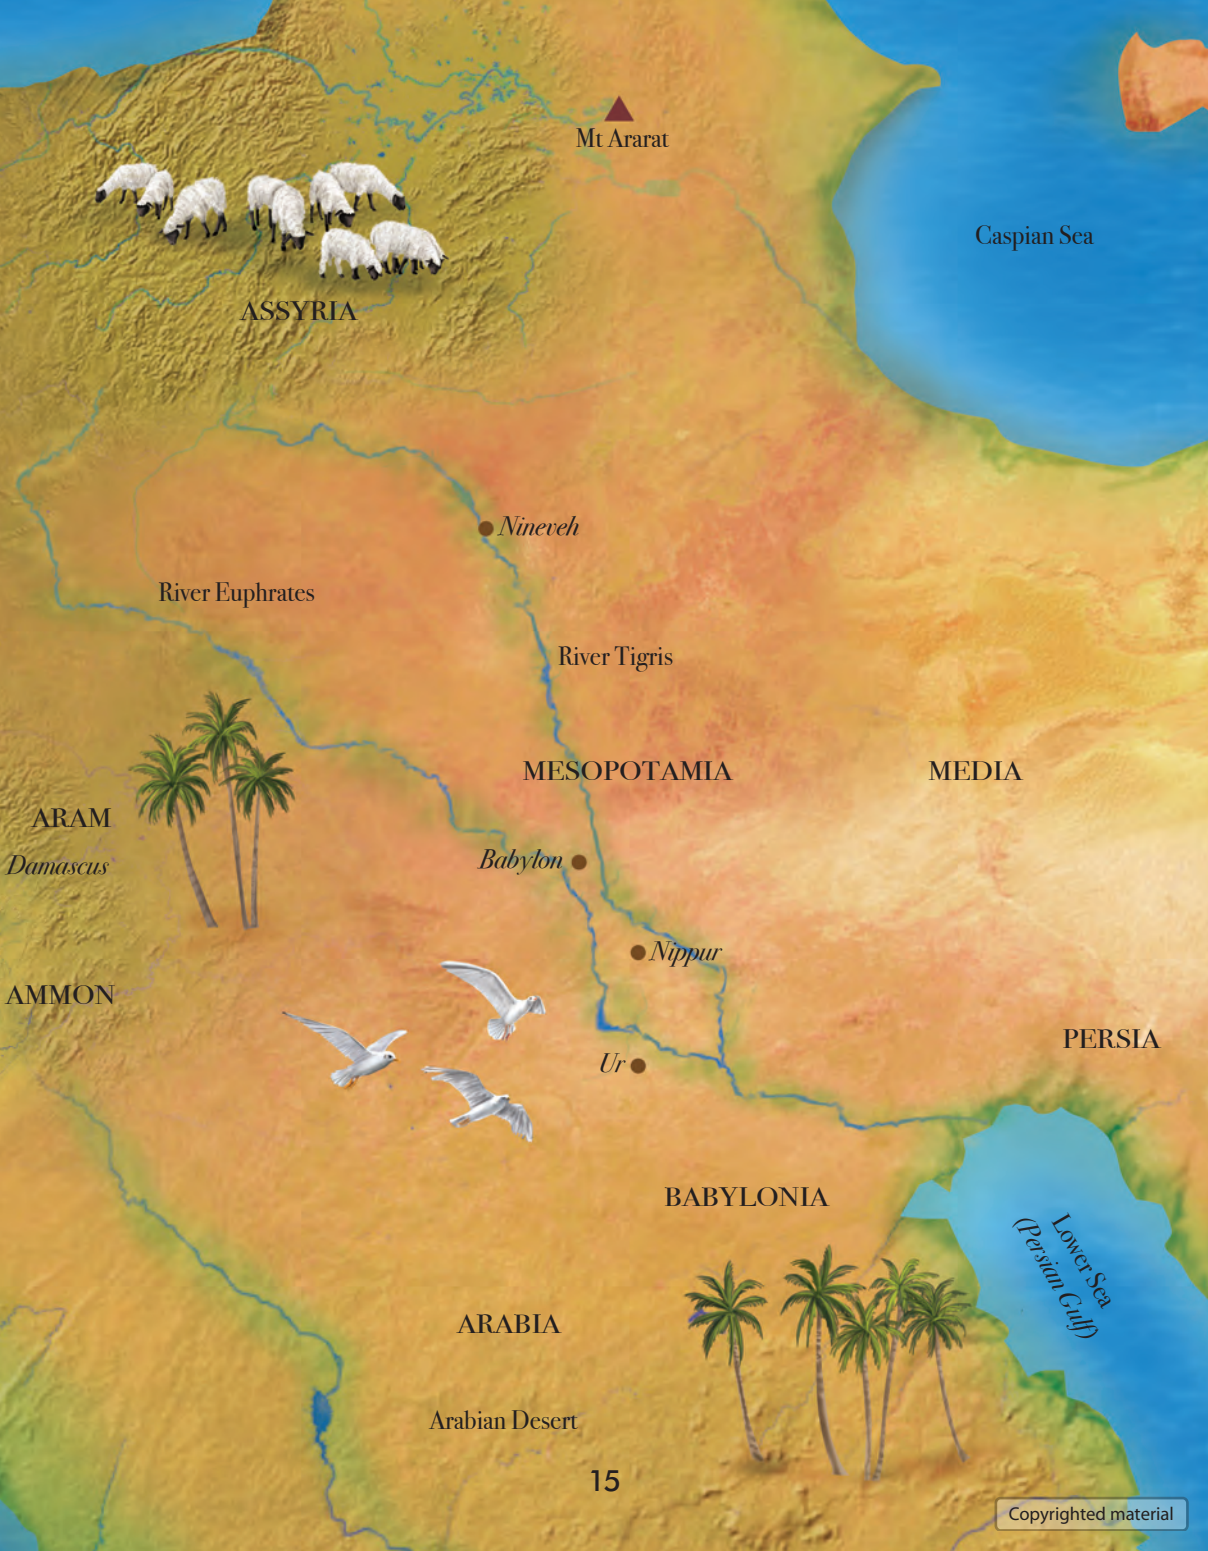 Mt Ararat
Caspian Sea
ASSYRIA
Nineveh
River Euphrates
River Tigris
MESOPOTAMIA
MEDIA
ARAM
Damascus
Babylon
Nippur
AMMON
PERSIA
Ur
BABYLONIA
Lower Sea
(Persian Gulf)
ARABIA
Arabian Desert
15
Copyrighted material